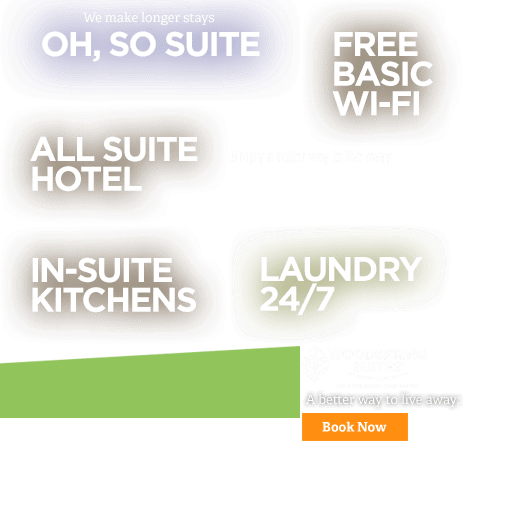 We make longer stays
OH, SO SUITE
FREE
BASIC
WI-FI
ALL SUITE
HOTEL
IN-SUITE
KITCHENS
LAUNDRY
24/7
A better way to live away
Book Now